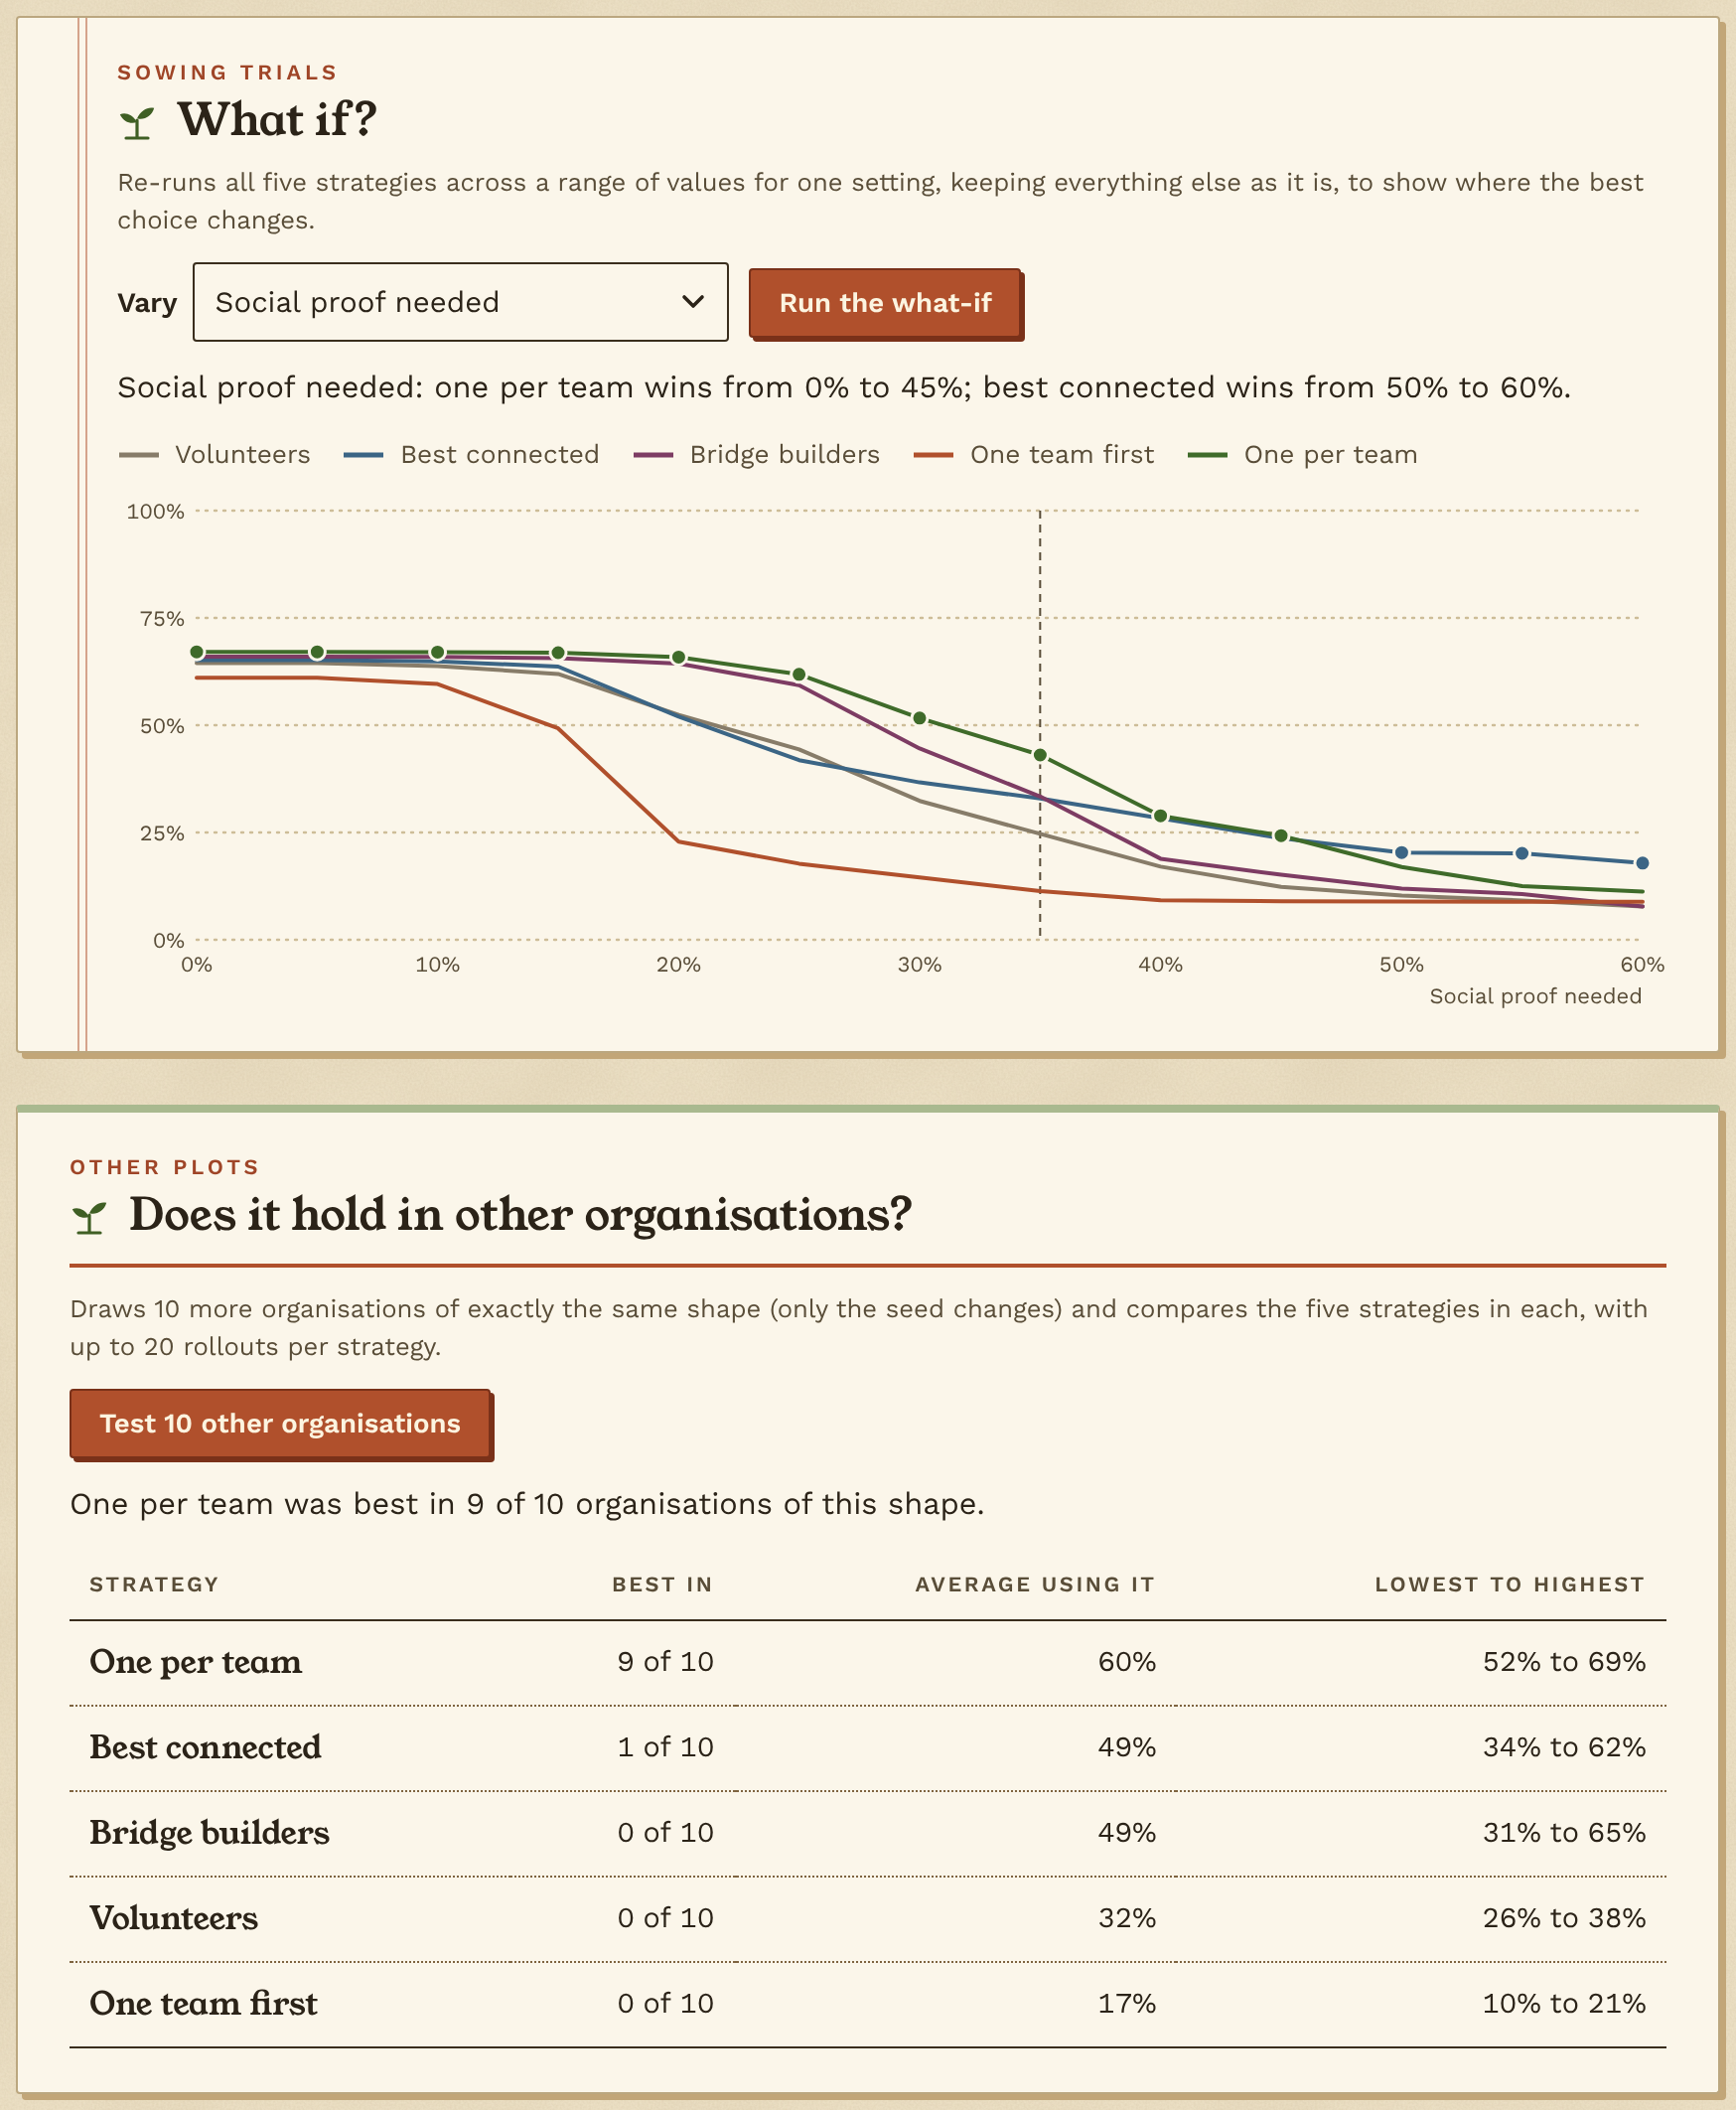 SOWING TRIALS
What if?
Re-runs all five strategies across a range of values for one setting, keeping everything else as it is, to show where the best
choice changes.
Vary Social proof needed Run the what-if
Social proof needed: one per team wins from 0% to 45%; best connected wins from 50% to 60%.
Volunteers Best connected Bridge builders One team first One per team
100%
75%
50%
25%
0%
0% 10% 20% 30% 40% 50% 60%
Social proof needed
OTHER PLOTS
Does it hold in other organisations?
Draws 10 more organisations of exactly the same shape (only the seed changes) and compares the five strategies in each, with
up to 20 rollouts per strategy.
Test 10 other organisations
One per team was best in 9 of 10 organisations of this shape.
STRATEGY BEST IN AVERAGE USING IT LOWEST TO HIGHEST
One per team 9 of 10 60% 52% to 69%
Best connected 1 of 10 49% 34% to 62%
Bridge builders 0 of 10 49% 31% to 65%
Volunteers 0 of 10 32% 26% to 38%
One team first 0 of 10 17% 10% to 21%